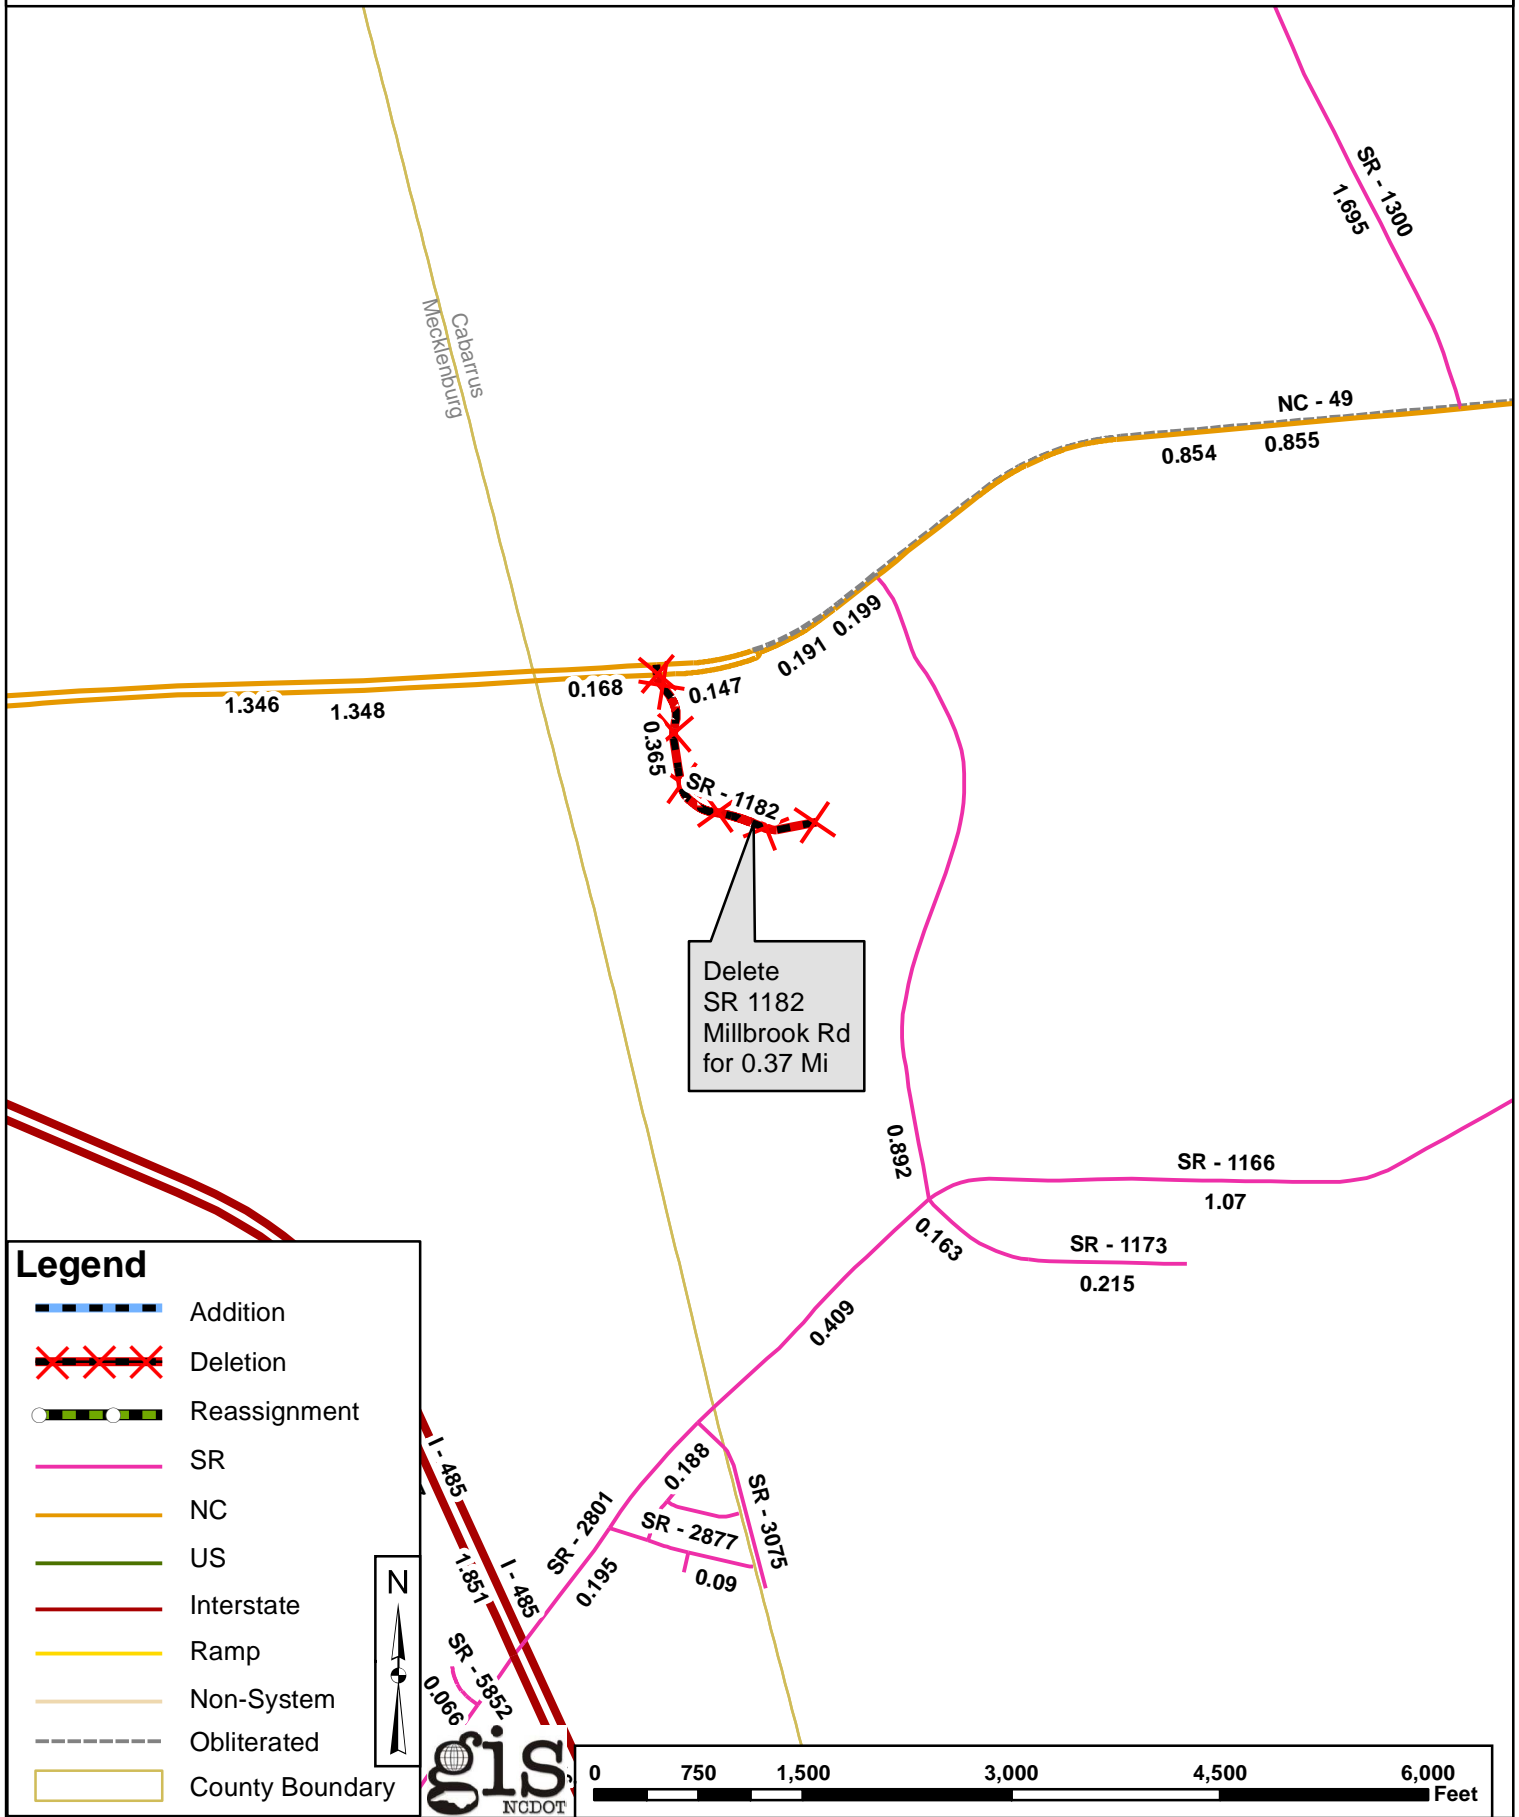 SR - 1300
1.695
Cabarrus
Mecklenburg
NC - 49
0.854
0.855
0.199
0.191
0.168
0.147
1.346
1.348
0.365
SR - 1182
Delete
SR 1182
Millbrook Rd
for 0.37 Mi
0.892
SR - 1166
1.07
0.163
SR - 1173
0.215
0.409
Legend
Addition
Deletion
Reassignment
SR
NC
US
Interstate
Ramp
Non-System
Obliterated
County Boundary
N
I - 485
1.851
I - 485
0.188
SR - 2801
SR - 2877
SR - 3075
0.195
0.09
SR - 5852
0.066
gis
NCDOT
0 750 1,500 3,000 4,500 6,000
Feet